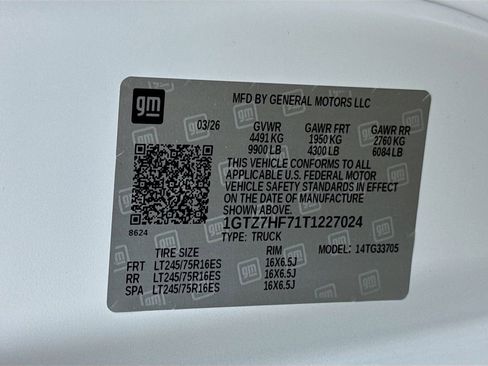 gm
MFD BY GENERAL MOTORS LLC
03/26 GVWR GAWR FRT GAWR RR
4491 KG 1950 KG 2760 KG
9900 LB 4300 LB 6084 LB
THIS VEHICLE CONFORMS TO ALL
APPLICABLE U.S. FEDERAL MOTOR
VEHICLE SAFETY STANDARDS IN EFFECT
ON THE DATE OF MANUFACTURE
SHOWN ABOVE.
1GTZ7HF71T1227024
8624 TYPE: TRUCK
TIRE SIZE RIM MODEL: 14TG33705
FRT LT245/75R16ES 16X6.5J
RR LT245/75R16ES 16X6.5J
SPA LT245/75R16ES 16X6.5J